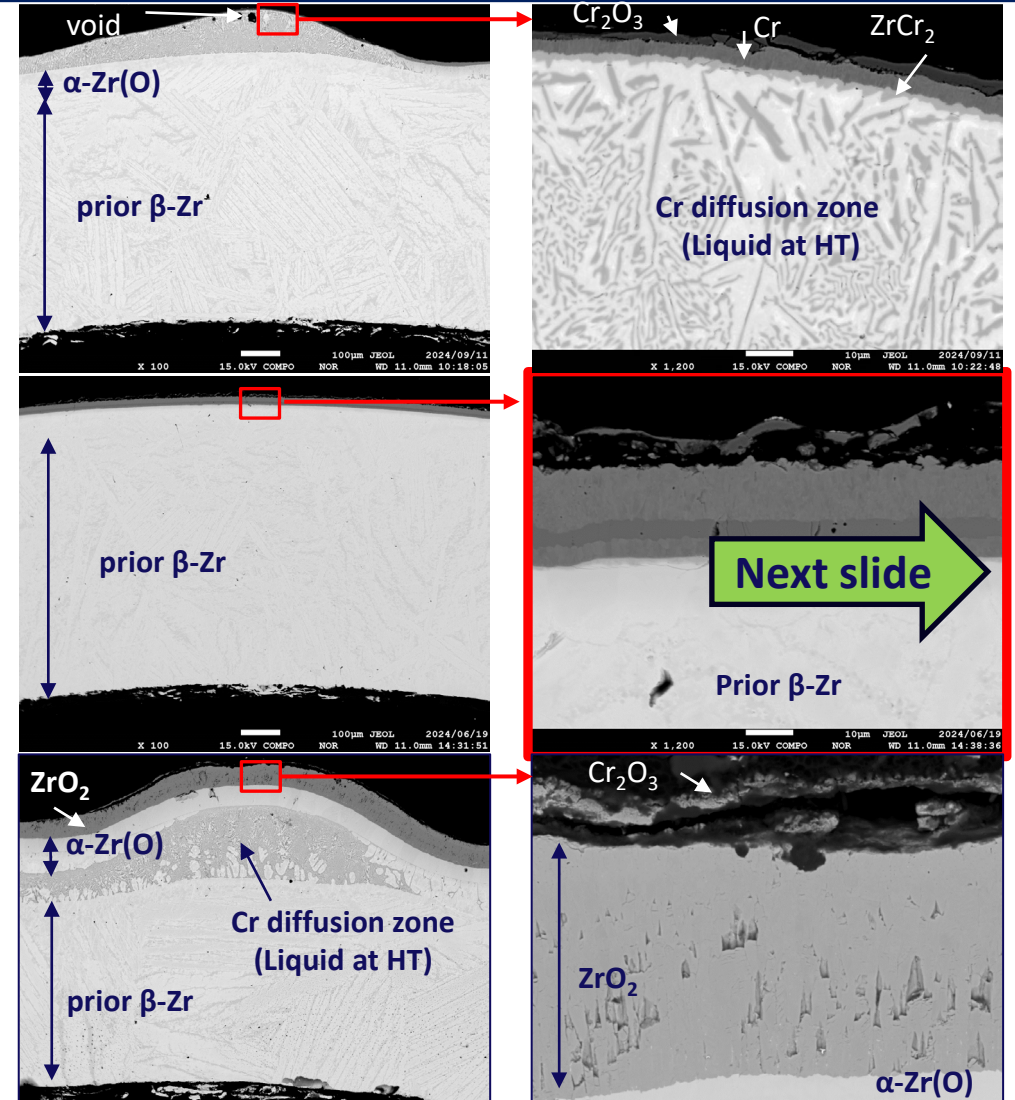 void
α-Zr(O)
prior β-Zr
100μm JEOL 2024/09/11
X 100 15.0kV COMPO NOR WD 11.0mm 10:18:05
Cr₂O₃
Cr
ZrCr₂
Cr diffusion zone
(Liquid at HT)
10μm JEOL 2024/09/11
X 1,200 15.0kV COMPO NOR WD 11.0mm 10:22:48
prior β-Zr
100μm JEOL 2024/06/19
X 100 15.0kV COMPO NOR WD 11.0mm 14:31:51
Next slide
Prior β-Zr
10μm JEOL 2024/06/19
X 1,200 15.0kV COMPO NOR WD 11.0mm 14:38:36
ZrO₂
α-Zr(O)
Cr diffusion zone
(Liquid at HT)
prior β-Zr
Cr₂O₃
ZrO₂
α-Zr(O)